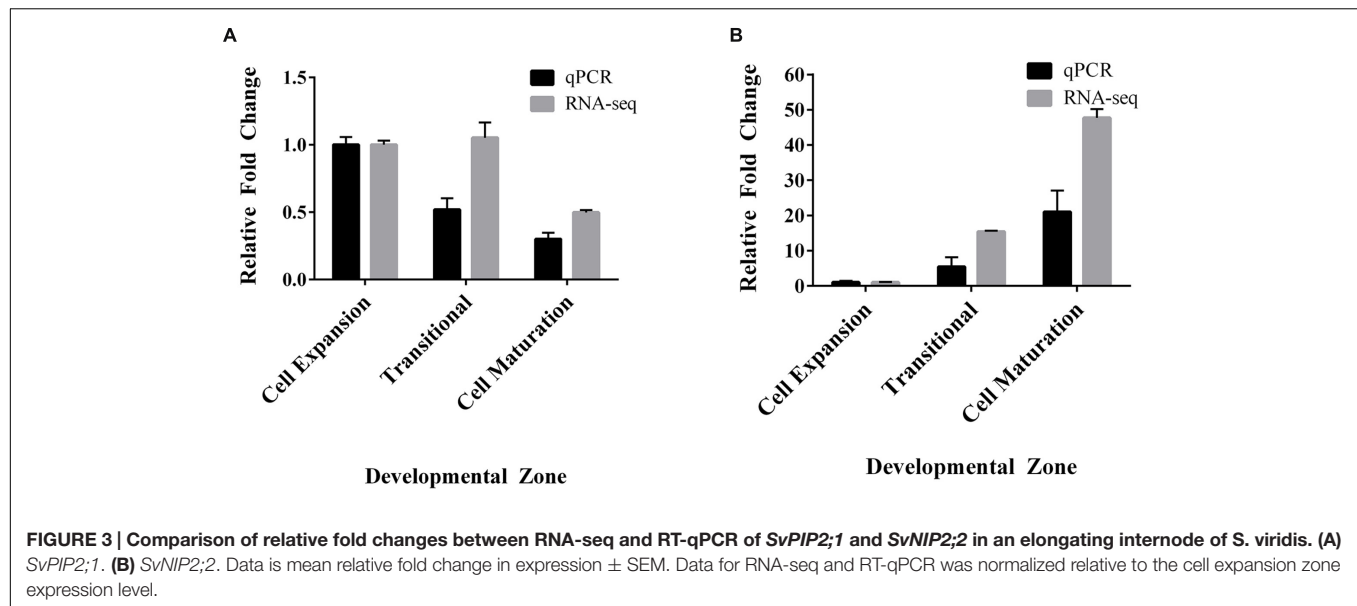 A
Relative Fold Change
1.5
1.0
0.5
0.0
qPCR
RNA-seq
Cell Expansion
Transitional
Cell Maturation
Developmental Zone
B
Relative Fold Change
60
50
40
30
20
10
0
qPCR
RNA-seq
Cell Expansion
Transitional
Cell Maturation
Developmental Zone
FIGURE 3 | Comparison of relative fold changes between RNA-seq and RT-qPCR of SvPIP2;1 and SvNIP2;2 in an elongating internode of S. viridis. (A)
SvPIP2;1. (B) SvNIP2;2. Data is mean relative fold change in expression ± SEM. Data for RNA-seq and RT-qPCR was normalized relative to the cell expansion zone
expression level.